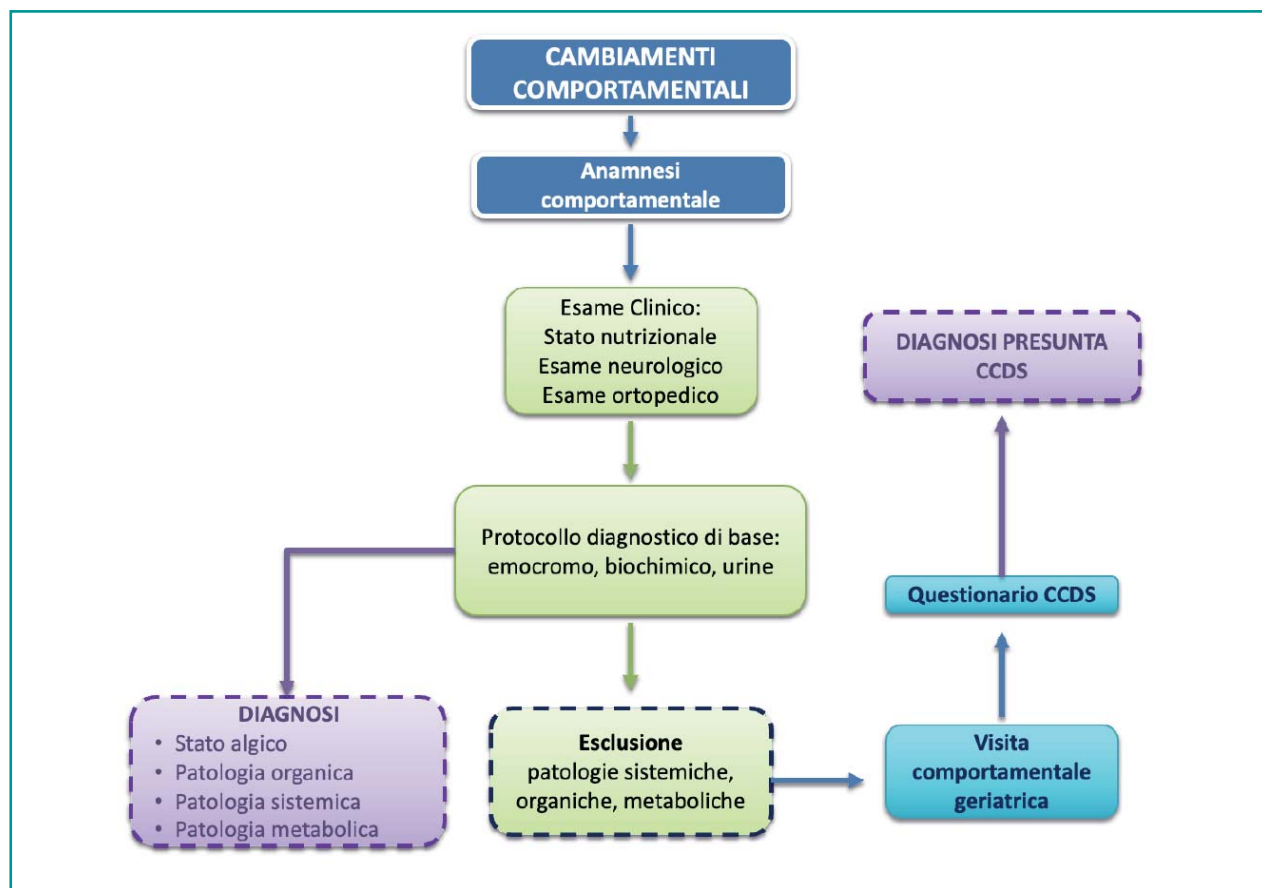 CAMBIAMENTI
COMPORTAMENTALI
Anamnesi
comportamentale
Esame Clinico:
Stato nutrizionale
Esame neurologico
Esame ortopedico
Protocollo diagnostico di base:
emocromo, biochimico, urine
DIAGNOSI
• Stato algico
• Patologia organica
• Patologia sistemica
• Patologia metabolica
Esclusione
patologie sistemiche,
organiche, metaboliche
Visita
comportamentale
geriatrica
Questionario CCDS
DIAGNOSI PRESUNTA
CCDS